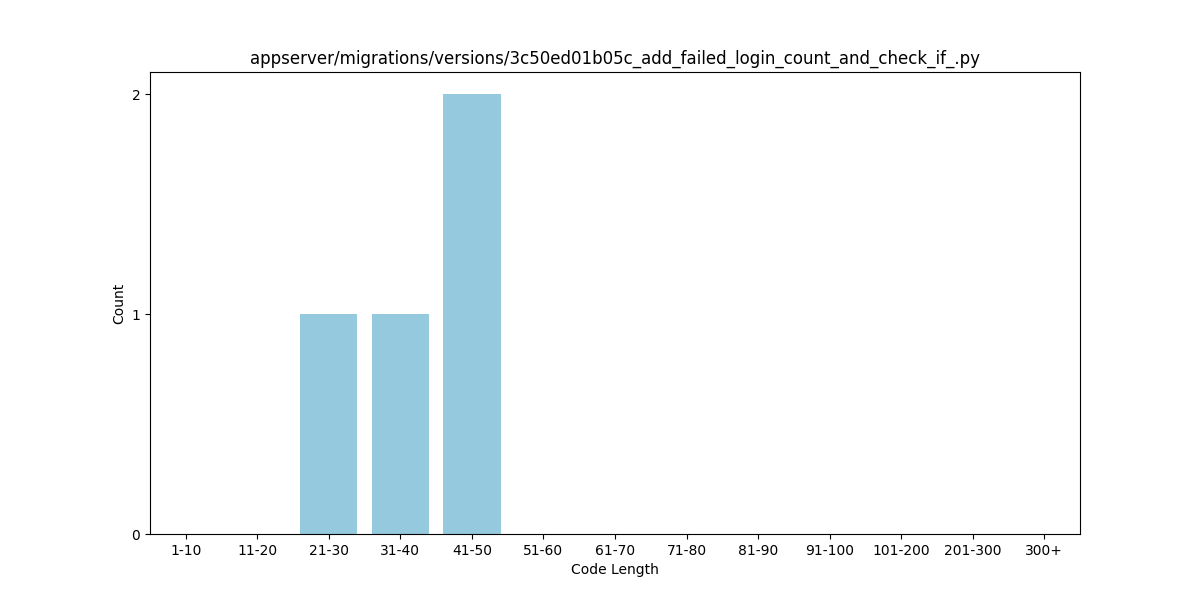 appserver/migrations/versions/3c50ed01b05c_add_failed_login_count_and_check_if_.py
2
1
0
Count
1-10 11-20 21-30 31-40 41-50 51-60 61-70 71-80 81-90 91-100 101-200 201-300 300+
Code Length